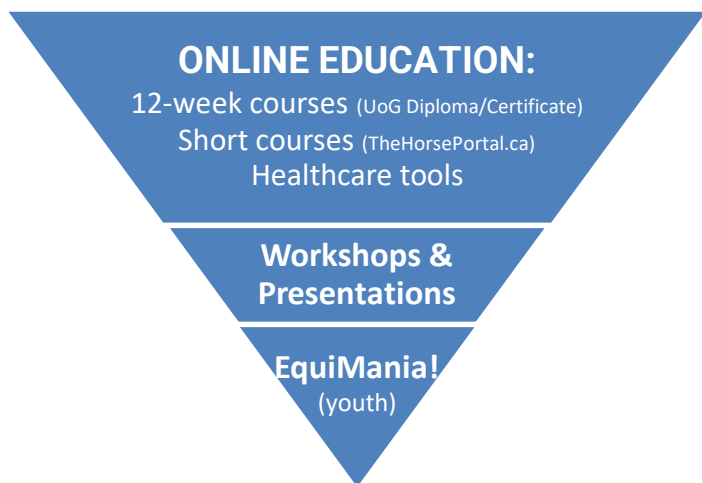 ONLINE EDUCATION:
12-week courses (UoG Diploma/Certificate)
Short courses (TheHorsePortal.ca)
Healthcare tools
Workshops &
Presentations
EquiMania!
(youth)